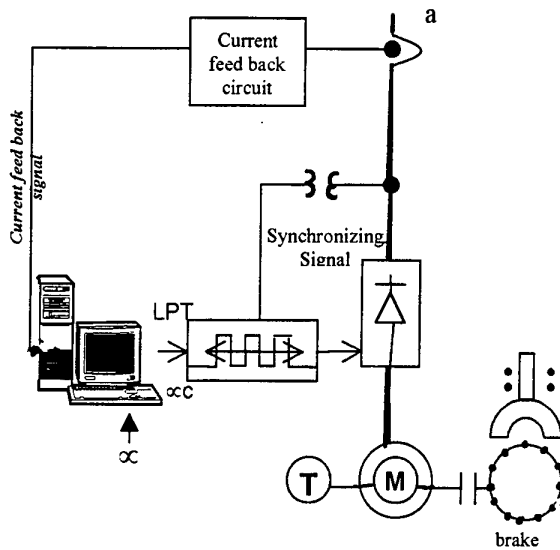 a
Current
feed back
circuit
Current feed back
signal
Synchronizing
Signal
LPT
∝c
∝
T
M
brake